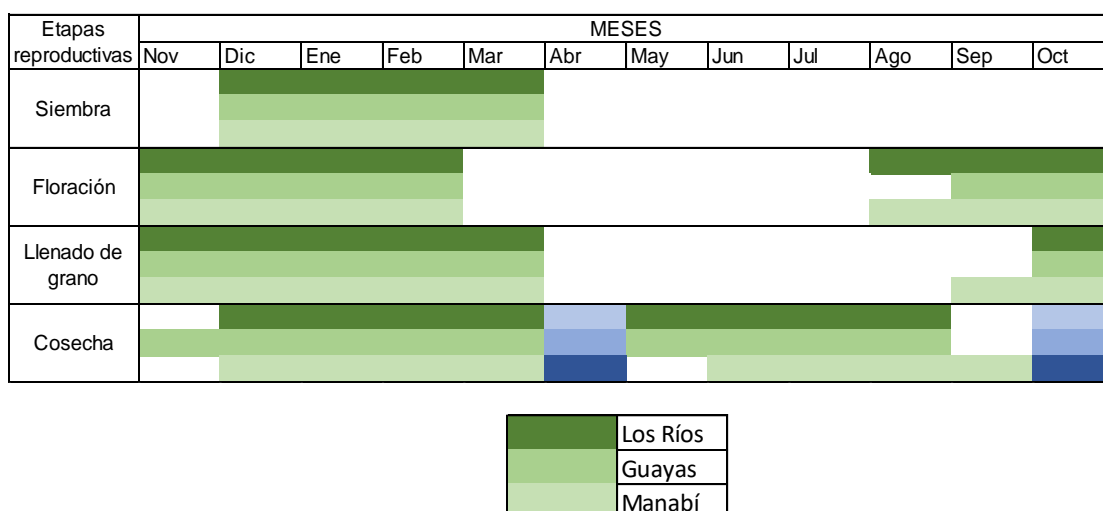 Etapas reproductivas
MESES
Nov Dic Ene Feb Mar Abr May Jun Jul Ago Sep Oct
Siembra
Floración
Llenado de
grano
Cosecha
Los Ríos
Guayas
Manabí